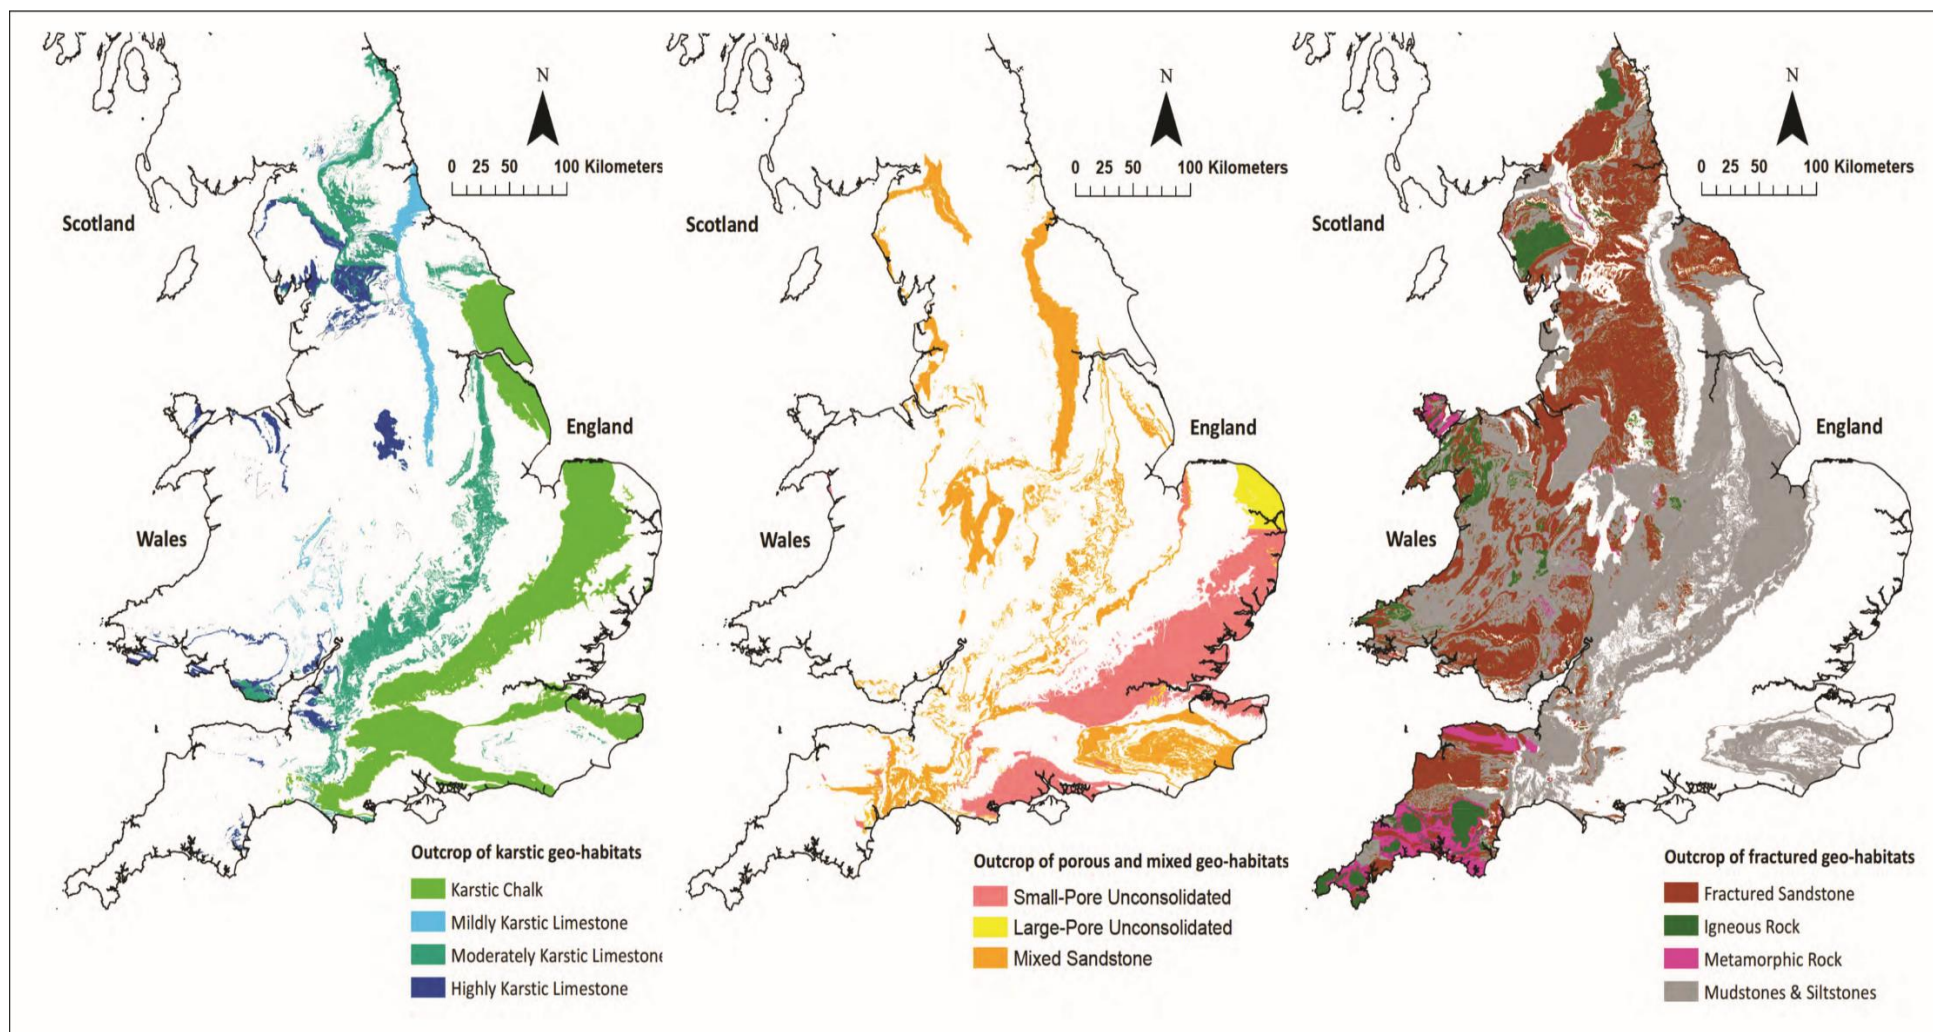 N
0 25 50 100 Kilometers
Scotland
England
Wales
Outcrop of karstic geo-habitats
Karstic Chalk
Mildly Karstic Limestone
Moderately Karstic Limestone
Highly Karstic Limestone
N
0 25 50 100 Kilometers
Scotland
England
Wales
Outcrop of porous and mixed geo-habitats
Small-Pore Unconsolidated
Large-Pore Unconsolidated
Mixed Sandstone
N
0 25 50 100 Kilometers
Scotland
England
Wales
Outcrop of fractured geo-habitats
Fractured Sandstone
Igneous Rock
Metamorphic Rock
Mudstones & Siltstones